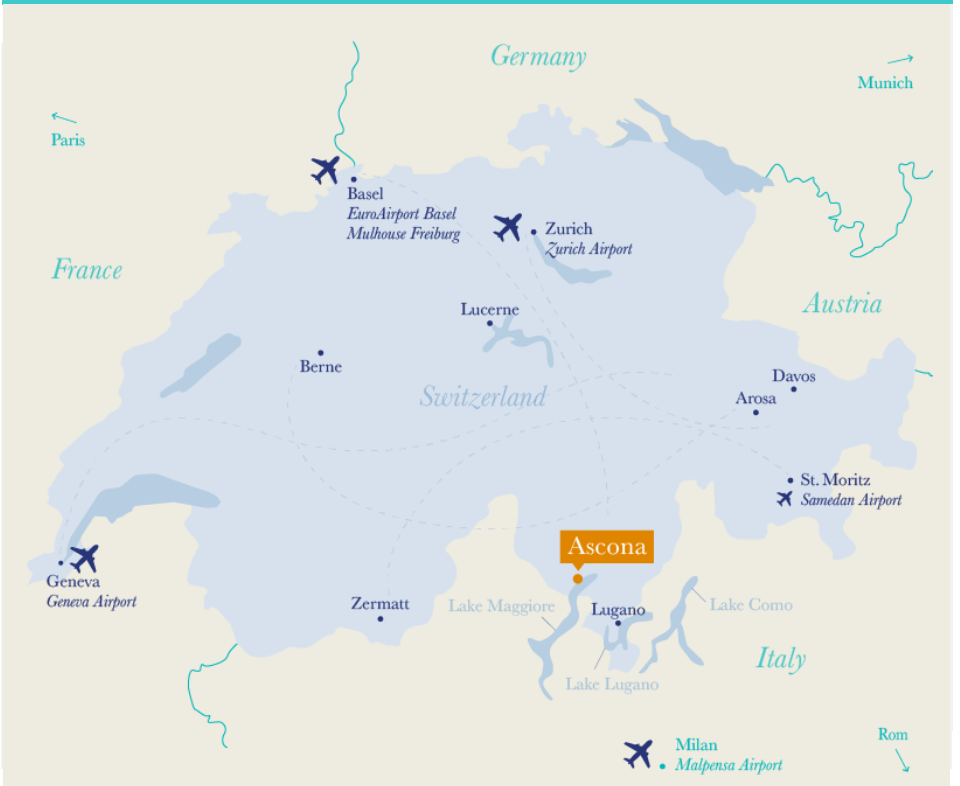 Germany
Munich
Paris
Basel
EuroAirport Basel
Mulhouse Freiburg
Zurich
Zurich Airport
France
Austria
Lucerne
Berne
Davos
Switzerland
Arosa
St. Moritz
Samedan Airport
Ascona
Geneva
Geneva Airport
Zermatt
Lake Maggiore
Lugano
Lake Como
Italy
Lake Lugano
Rom
Milan
Malpensa Airport